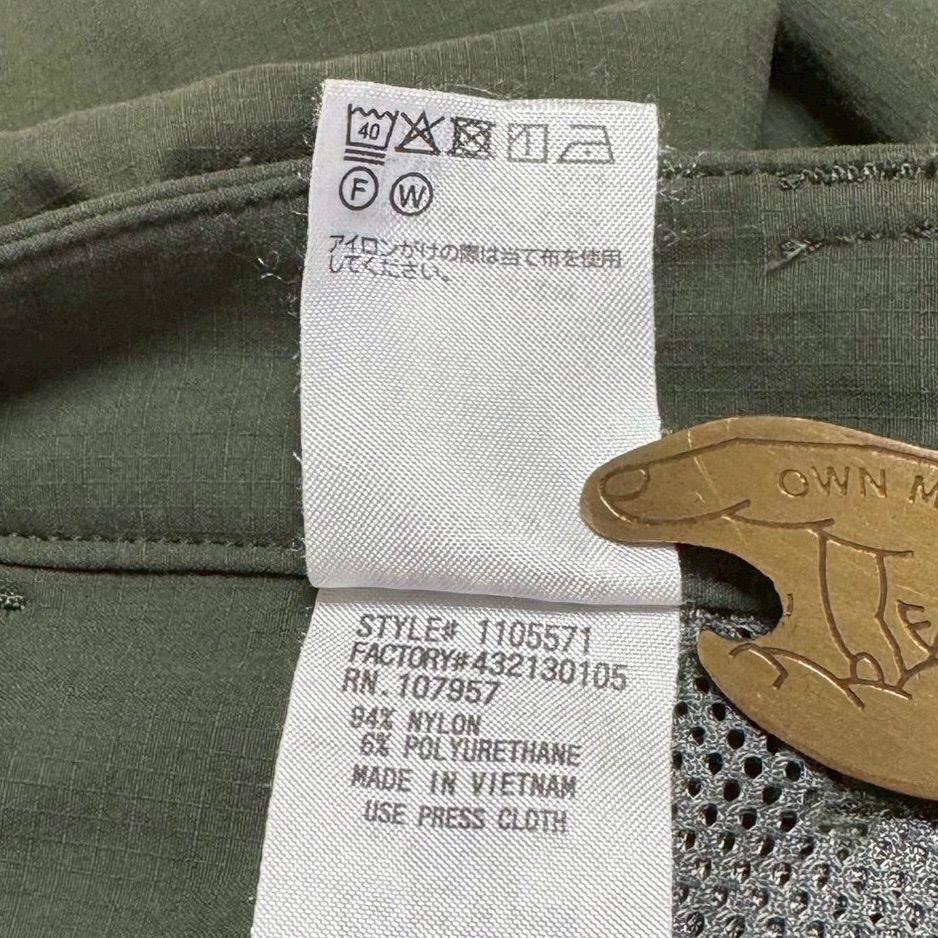 40
F W
アイロンがけの際は当て布を使用
してください。
OWN M
STYLE# 1105571
FACTORY#432130105
RN.107957
94% NYLON
6% POLYURETHANE
MADE IN VIETNAM
USE PRESS CLOTH